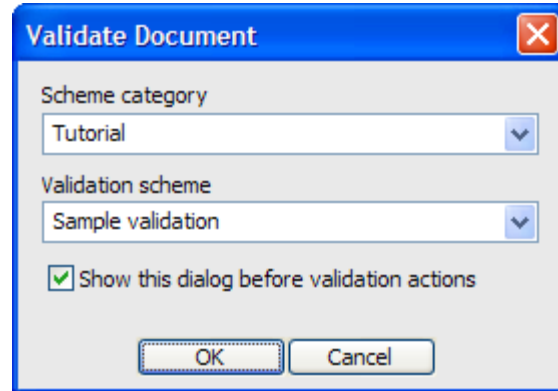 Validate Document
Scheme category
Tutorial
Validation scheme
Sample validation
Show this dialog before validation actions
OK Cancel